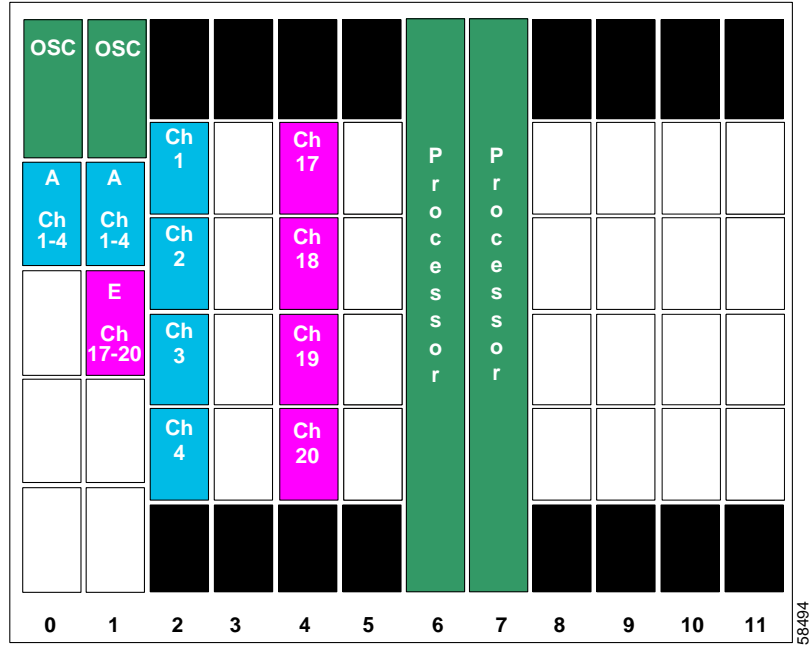 OSC
OSC
A
Ch
1-4
A
Ch
1-4
E
Ch
17-20
Ch
1
Ch
2
Ch
3
Ch
4
Ch
17
Ch
18
Ch
19
Ch
20
Processor
Processor
0 1 2 3 4 5 6 7 8 9 10 11
58494